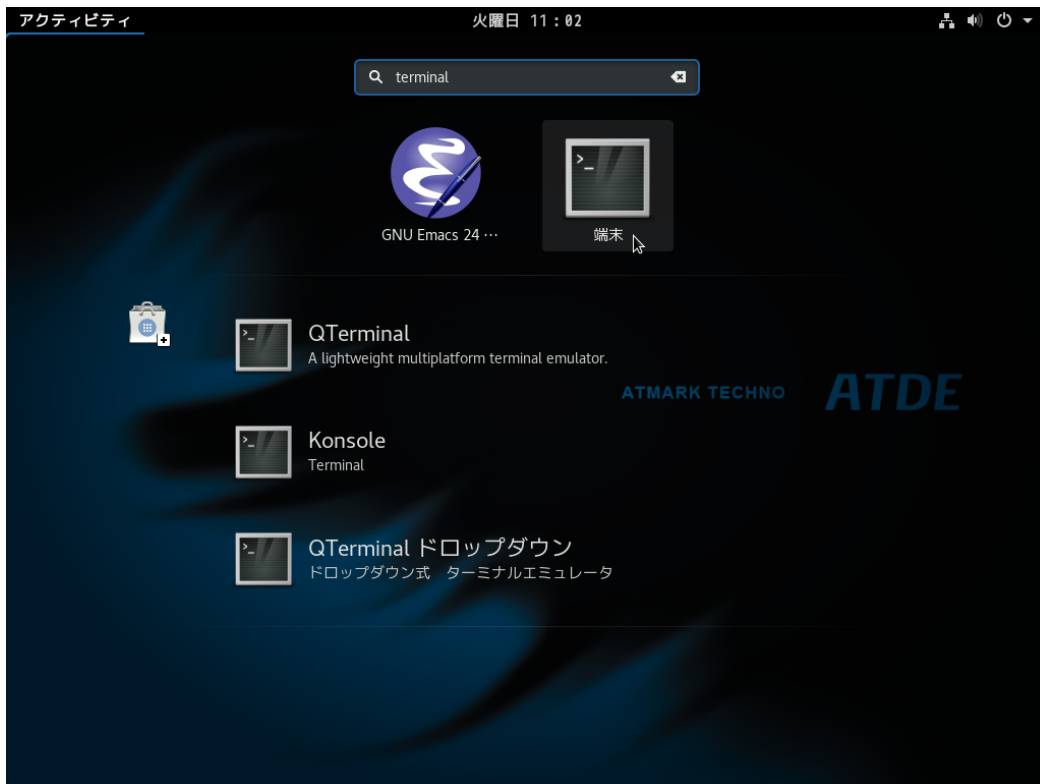 アクティビティ
火曜日 11：02
terminal
GNU Emacs 24 …
端末
QTerminal
A lightweight multiplatform terminal emulator.
ATMARK TECHNO
ATDE
Konsole
Terminal
QTerminal ドロップダウン
ドロップダウン式　ターミナルエミュレータ